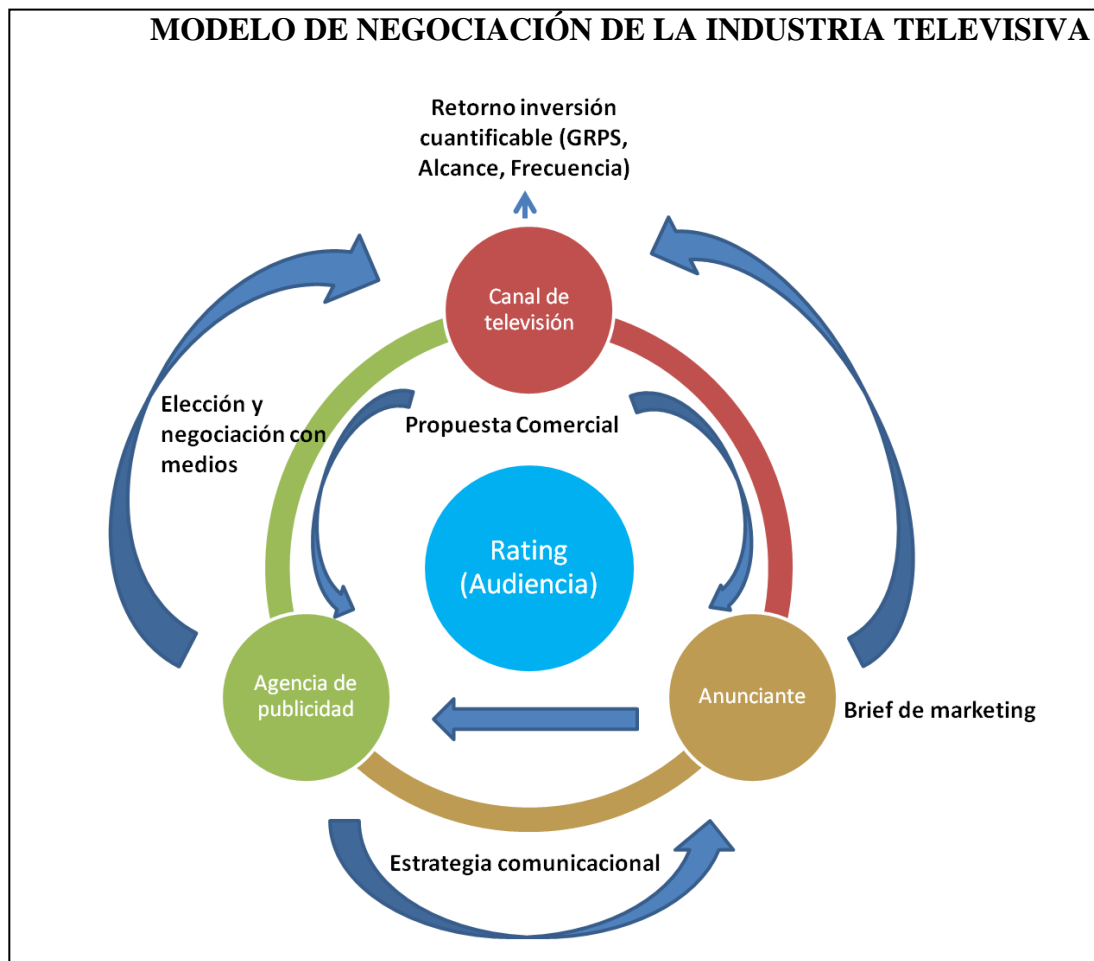 MODELO DE NEGOCIACIÓN DE LA INDUSTRIA TELEVISIVA
Retorno inversión
cuantificable (GRPS,
Alcance, Frecuencia)
Canal de
televisión
Elección y
negociación con
medios
Propuesta Comercial
Rating
(Audiencia)
Agencia de
publicidad
Anunciante
Brief de marketing
Estrategia comunicacional